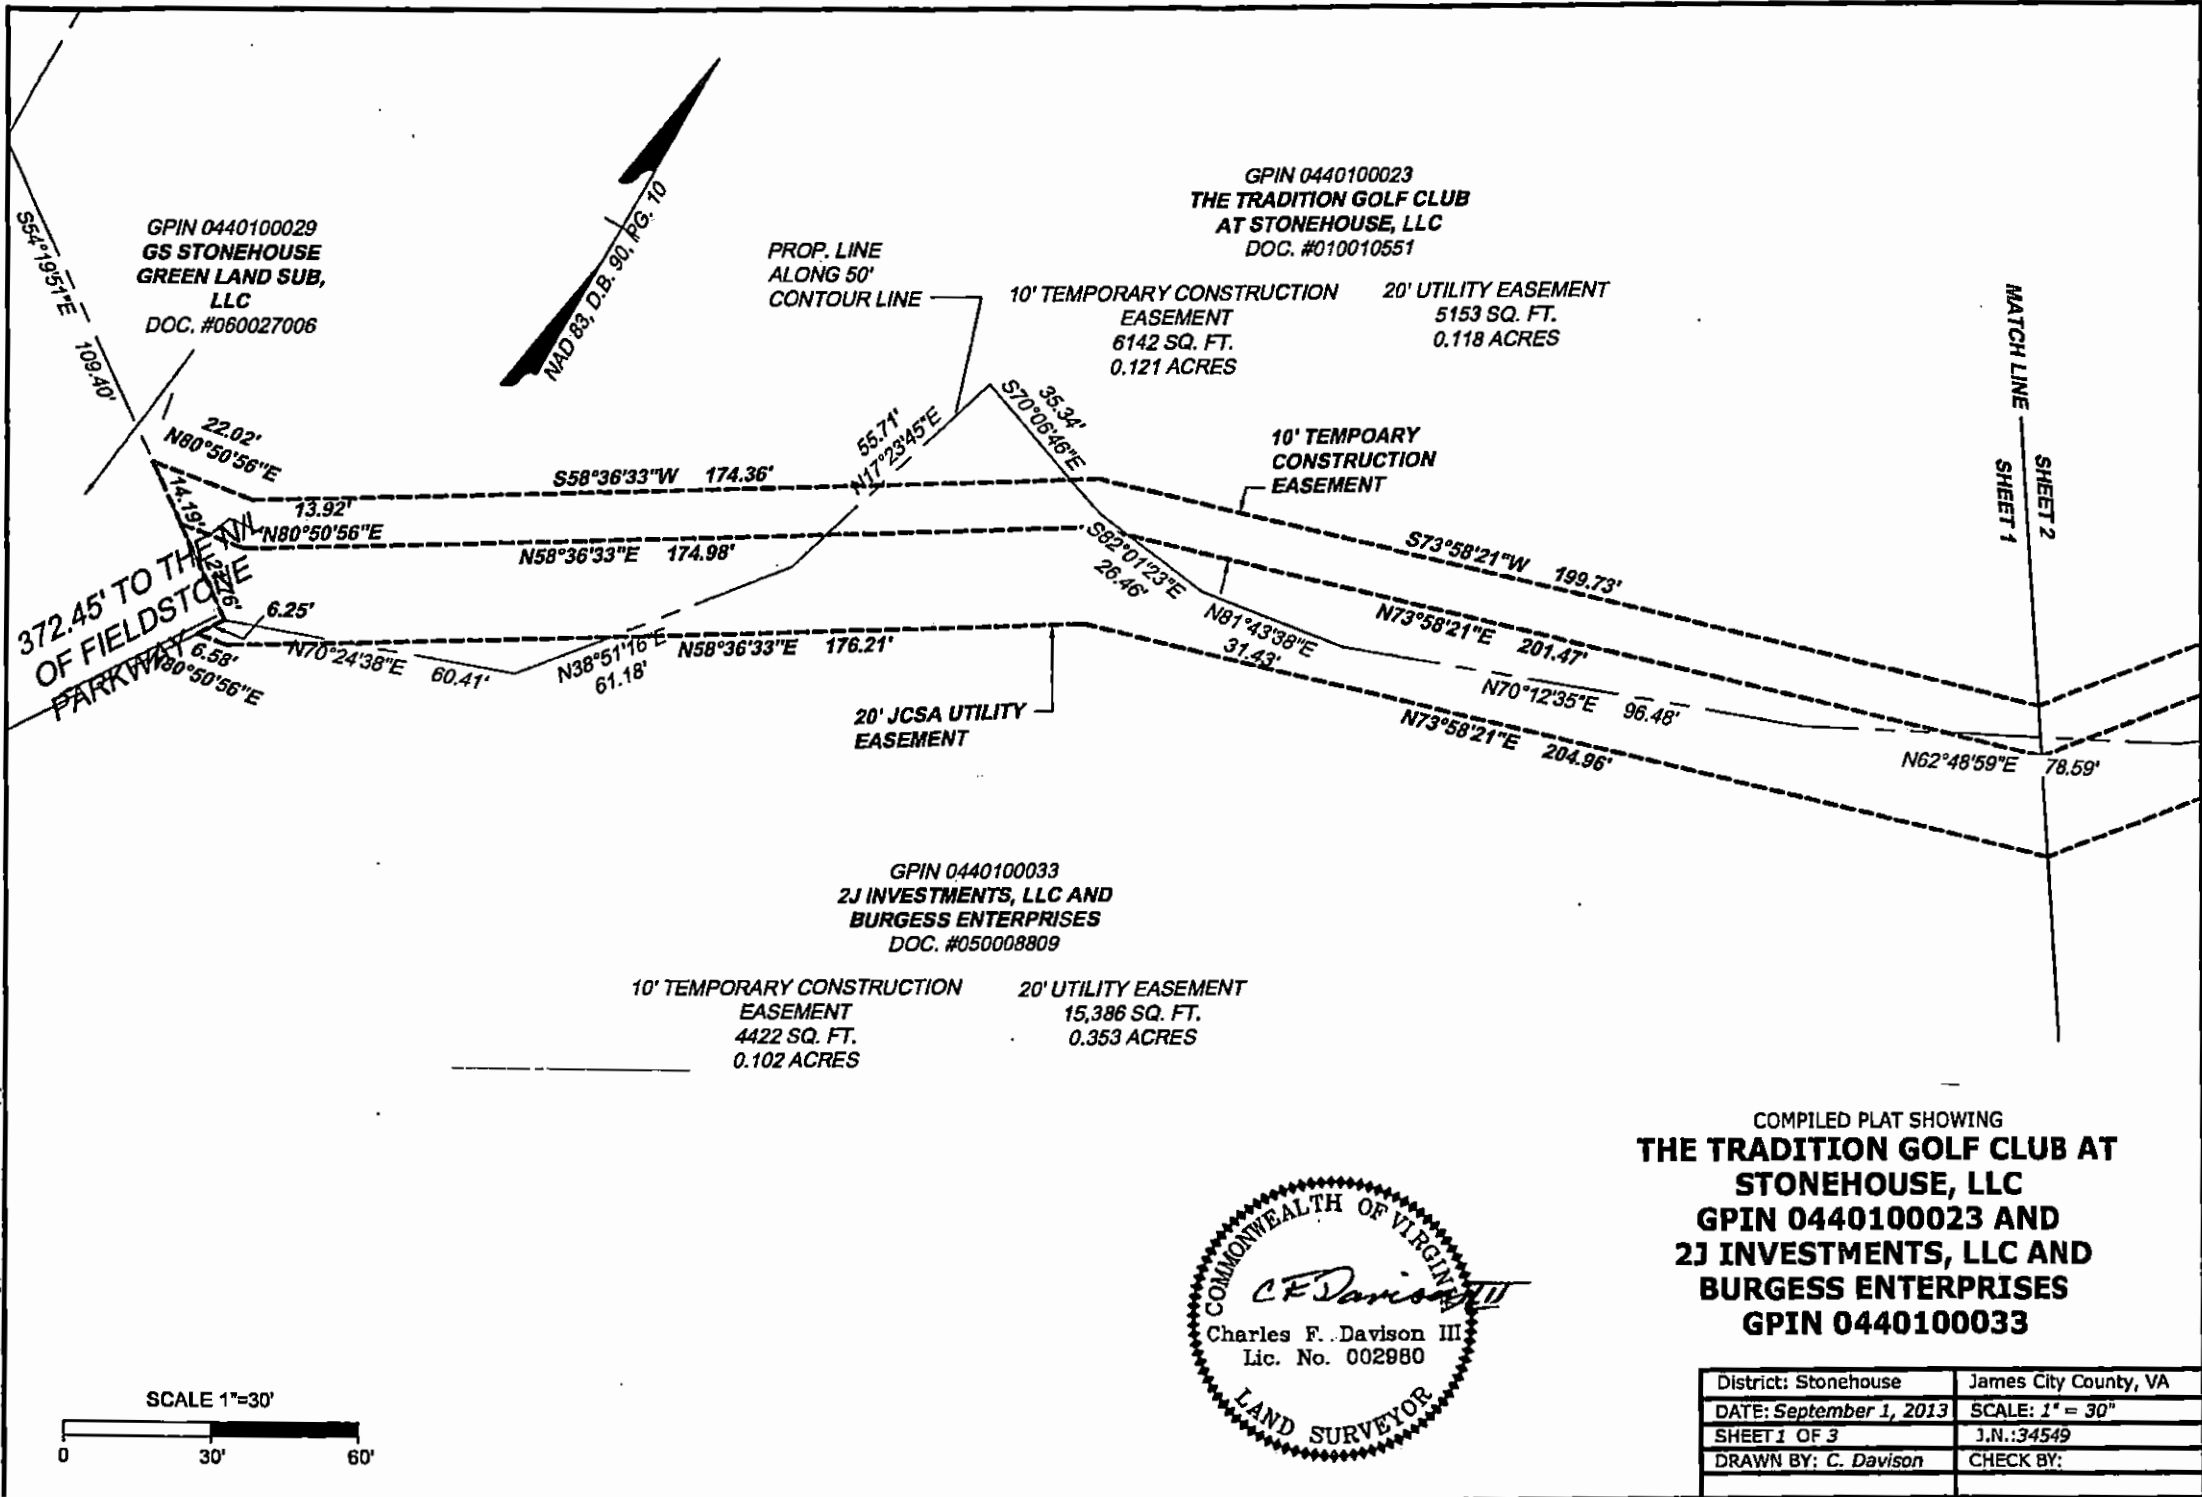 S54°19'51"E
109.40'
GPIN 0440100029
GS STONEHOUSE
GREEN LAND SUB,
LLC
DOC. #060027006
NAD 83, D.B. 90, PG. 10
PROP. LINE
ALONG 50'
CONTOUR LINE
GPIN 0440100023
THE TRADITION GOLF CLUB
AT STONEHOUSE, LLC
DOC. #010010551
10' TEMPORARY CONSTRUCTION
EASEMENT
6142 SQ. FT.
0.121 ACRES
20' UTILITY EASEMENT
5153 SQ. FT.
0.118 ACRES
MATCH LINE
SHEET 1
SHEET 2
22.02'
N80°50'56"E
14.19'
13.92'
N80°50'56"E
S58°36'33"W 174.36'
N58°36'33"E 174.98'
55.71'
N17°23'45"E
35.34'
S70°06'46"E
10' TEMPOARY
CONSTRUCTION
EASEMENT
S73°58'21"W 199.73'
S82°01'23"E
26.46'
N73°58'21"E 201.47'
N81°43'38"E
31.43'
372.45' TO THE
OF FIELDSTONE
PARKWAY
6.25'
6.58'
N80°50'56"E
N70°24'38"E 60.41'
N38°51'16"E
61.18'
N58°36'33"E 176.21'
20' JCSA UTILITY
EASEMENT
N70°12'35"E 96.48'
N73°58'21"E 204.96'
N62°48'59"E 78.59'
GPIN 0440100033
2J INVESTMENTS, LLC AND
BURGESS ENTERPRISES
DOC. #050008809
10' TEMPORARY CONSTRUCTION
EASEMENT
4422 SQ. FT.
0.102 ACRES
20' UTILITY EASEMENT
15,386 SQ. FT.
0.353 ACRES
COMPILED PLAT SHOWING
THE TRADITION GOLF CLUB AT
STONEHOUSE, LLC
GPIN 0440100023 AND
2J INVESTMENTS, LLC AND
BURGESS ENTERPRISES
GPIN 0440100033
COMMONWEALTH OF VIRGINIA
C F Davison III
Charles F. Davison III
Lic. No. 002980
LAND SURVEYOR
SCALE 1"=30'
0 30' 60'
District: Stonehouse James City County, VA
DATE: September 1, 2013 SCALE: 1" = 30"
SHEET 1 OF 3 J.N.:34549
DRAWN BY: C. Davison CHECK BY: